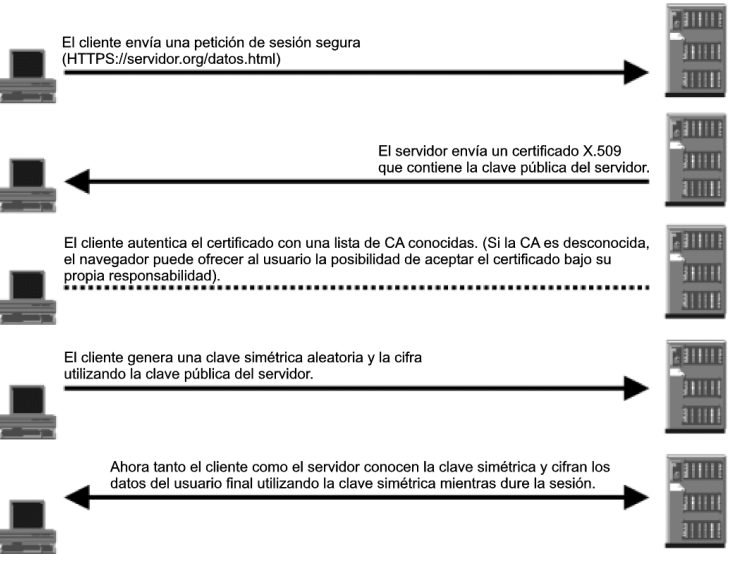 El cliente envía una petición de sesión segura
(HTTPS://servidor.org/datos.html)
El servidor envía un certificado X.509
que contiene la clave pública del servidor.
El cliente autentica el certificado con una lista de CA conocidas. (Si la CA es desconocida,
el navegador puede ofrecer al usuario la posibilidad de aceptar el certificado bajo su
propia responsabilidad).
El cliente genera una clave simétrica aleatoria y la cifra
utilizando la clave pública del servidor.
Ahora tanto el cliente como el servidor conocen la clave simétrica y cifran los
datos del usuario final utilizando la clave simétrica mientras dure la sesión.